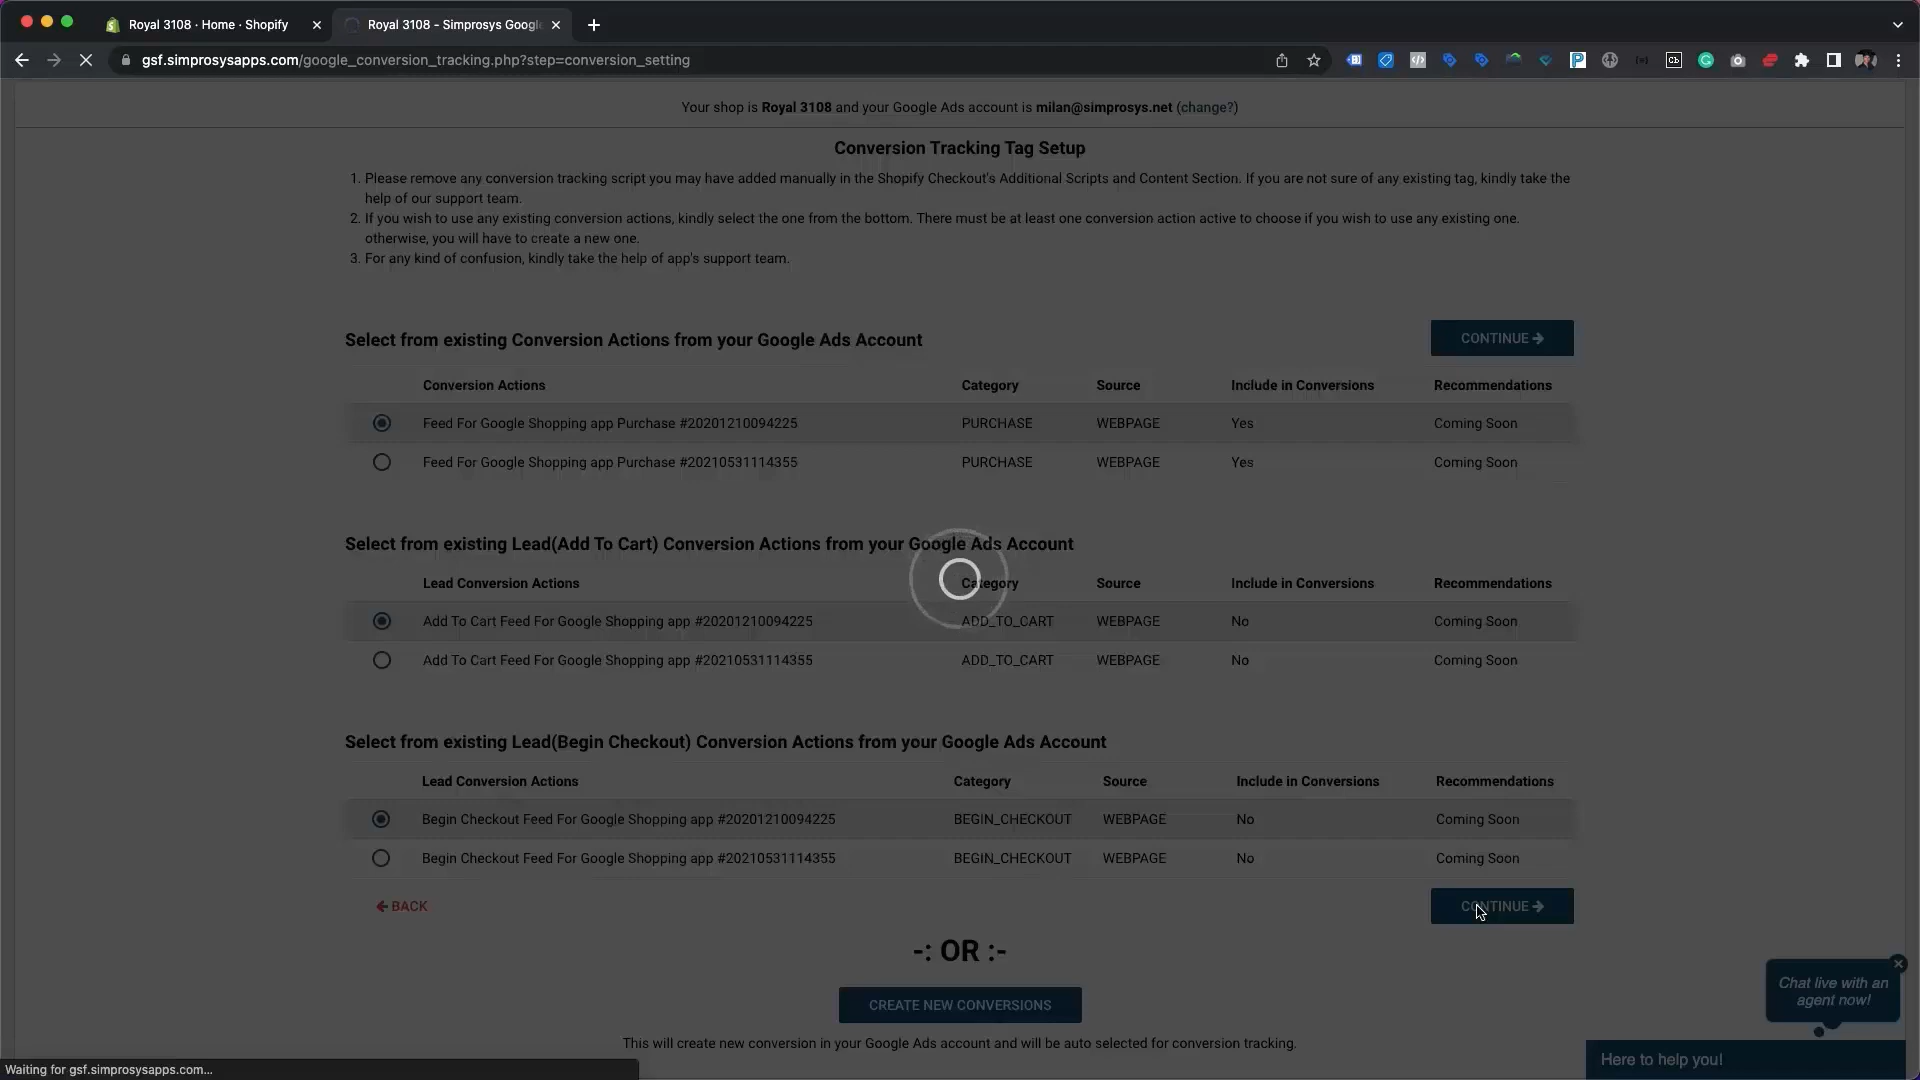 Royal 3108 · Home · Shopify
Royal 3108 - Simprosys Google
gsf.simprosysapps.com/google_conversion_tracking.php?step=conversion_setting
Your shop is Royal 3108 and your Google Ads account is milan@simprosys.net (change?)
Conversion Tracking Tag Setup
1. Please remove any conversion tracking script you may have added manually in the Shopify Checkout's Additional Scripts and Content Section. If you are not sure of any existing tag, kindly take the
help of our support team.
2. If you wish to use any existing conversion actions, kindly select the one from the bottom. There must be at least one conversion action active to choose if you wish to use any existing one.
otherwise, you will have to create a new one.
3. For any kind of confusion, kindly take the help of app's support team.
Select from existing Conversion Actions from your Google Ads Account
CONTINUE
Conversion Actions Category Source Include in Conversions Recommendations
Feed For Google Shopping app Purchase #20201210094225 PURCHASE WEBPAGE Yes Coming Soon
Feed For Google Shopping app Purchase #20210531114355 PURCHASE WEBPAGE Yes Coming Soon
Select from existing Lead(Add To Cart) Conversion Actions from your Google Ads Account
Lead Conversion Actions Category Source Include in Conversions Recommendations
Add To Cart Feed For Google Shopping app #20201210094225 ADD_TO_CART WEBPAGE No Coming Soon
Add To Cart Feed For Google Shopping app #20210531114355 ADD_TO_CART WEBPAGE No Coming Soon
Select from existing Lead(Begin Checkout) Conversion Actions from your Google Ads Account
Lead Conversion Actions Category Source Include in Conversions Recommendations
Begin Checkout Feed For Google Shopping app #20201210094225 BEGIN_CHECKOUT WEBPAGE No Coming Soon
Begin Checkout Feed For Google Shopping app #20210531114355 BEGIN_CHECKOUT WEBPAGE No Coming Soon
BACK
CONTINUE
-: OR :-
CREATE NEW CONVERSIONS
This will create new conversion in your Google Ads account and will be auto selected for conversion tracking.
Chat live with an
agent now!
Here to help you!
Waiting for gsf.simprosysapps.com...